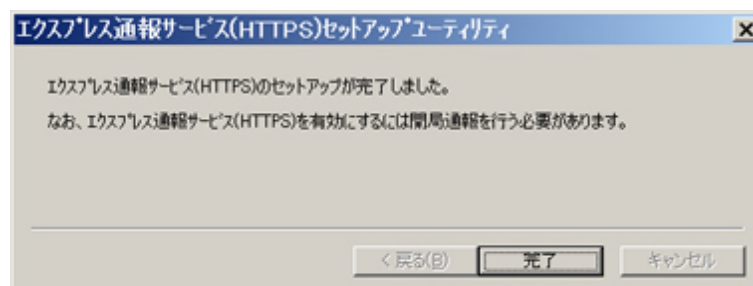 エクスプレス通報サービス(HTTPS)セットアップユーティリティ
エクスプレス通報サービス(HTTPS)のセットアップが完了しました。
なお、エクスプレス通報サービス(HTTPS)を有効にするには開局通報を行う必要があります。
< 戻る(B)
完了
キャンセル